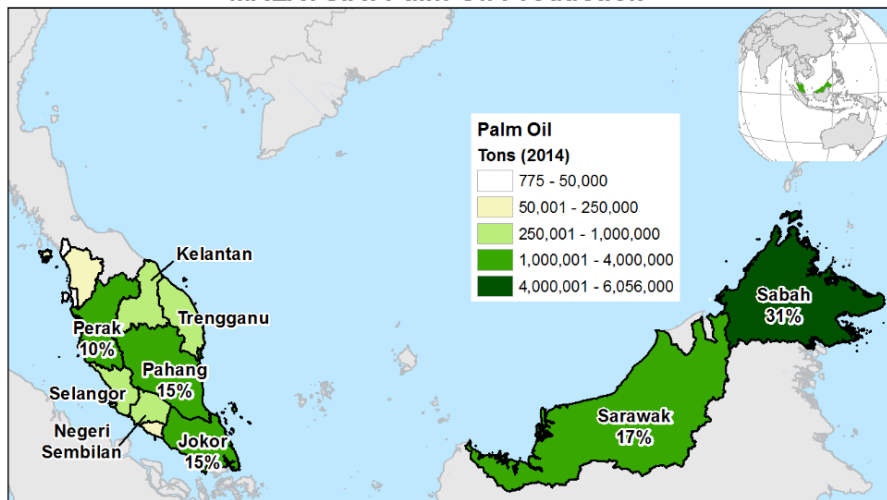 Palm Oil
Tons (2014)
775 - 50,000
50,001 - 250,000
250,001 - 1,000,000
1,000,001 - 4,000,000
4,000,001 - 6,056,000
Kelantan
Trengganu
Perak
10%
Pahang
15%
Selangor
Negeri
Sembilan
Jokor
15%
Sabah
31%
Sarawak
17%